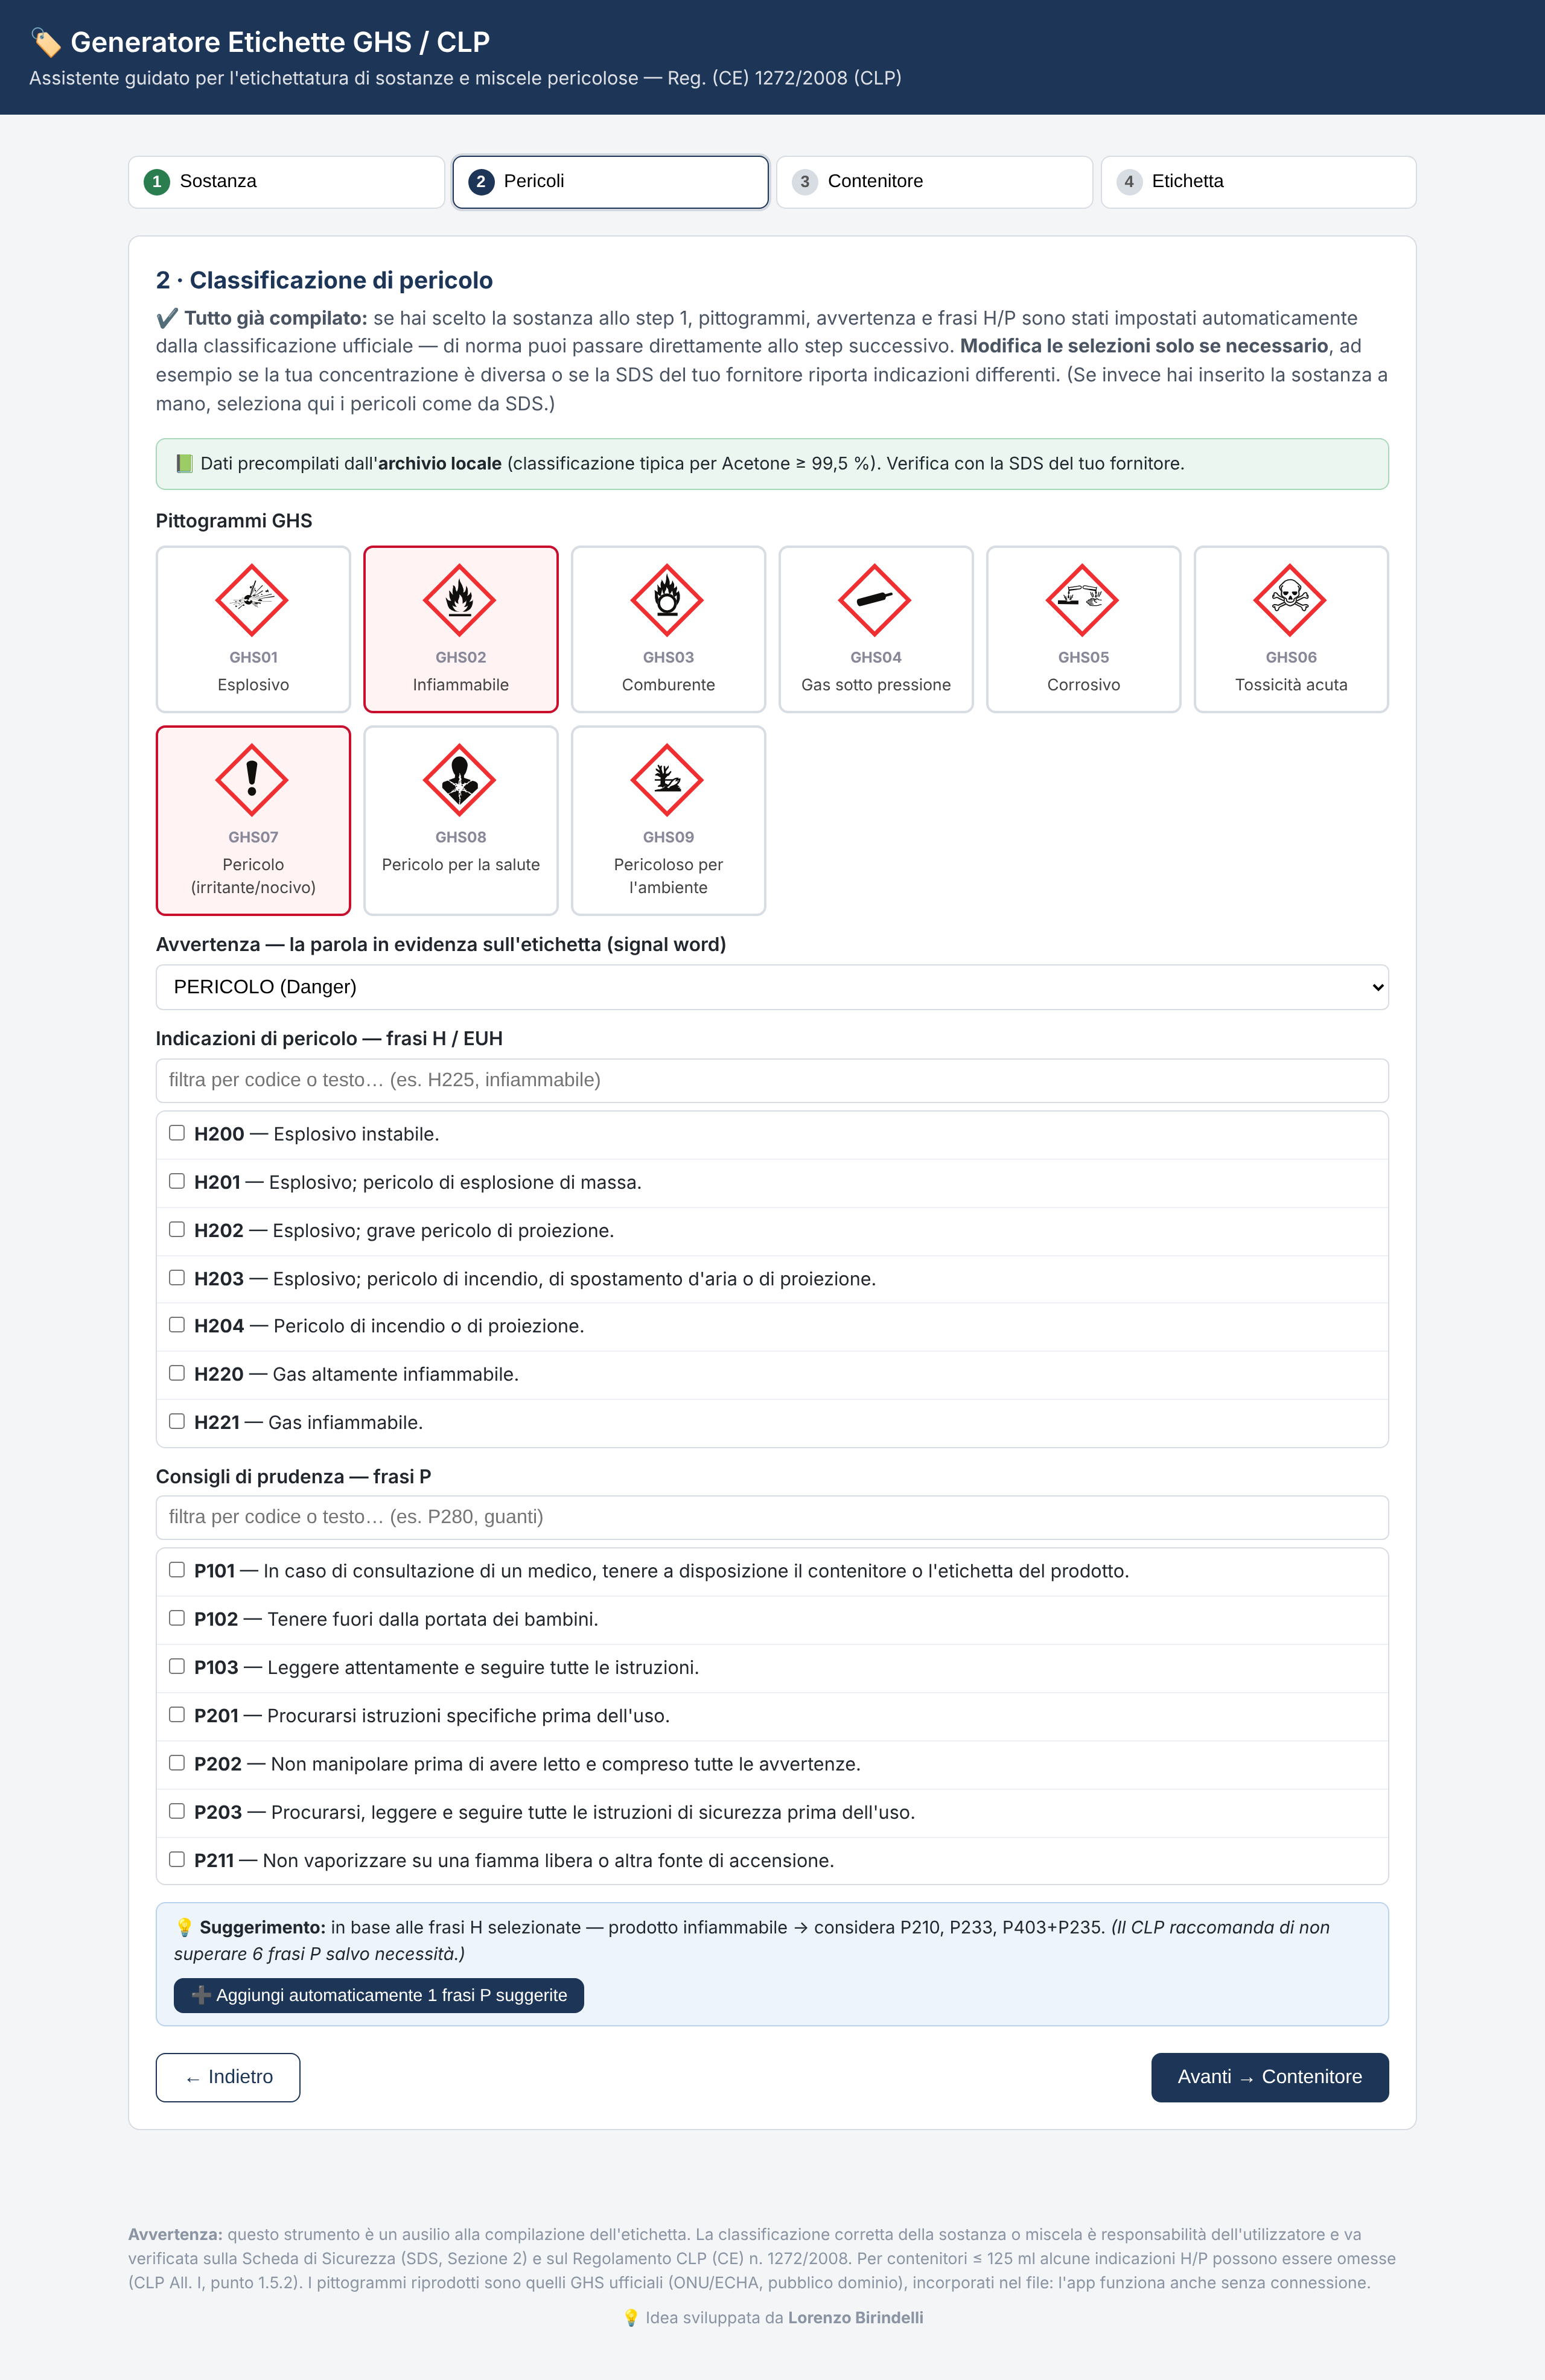 🏷️ Generatore Etichette GHS / CLP
Assistente guidato per l'etichettatura di sostanze e miscele pericolose — Reg. (CE) 1272/2008 (CLP)
1 Sostanza
2 Pericoli
3 Contenitore
4 Etichetta
2 · Classificazione di pericolo
✔️ Tutto già compilato: se hai scelto la sostanza allo step 1, pittogrammi, avvertenza e frasi H/P sono stati impostati automaticamente
dalla classificazione ufficiale — di norma puoi passare direttamente allo step successivo. Modifica le selezioni solo se necessario, ad
esempio se la tua concentrazione è diversa o se la SDS del tuo fornitore riporta indicazioni differenti. (Se invece hai inserito la sostanza a
mano, seleziona qui i pericoli come da SDS.)
📗 Dati precompilati dall'archivio locale (classificazione tipica per Acetone ≥ 99,5 %). Verifica con la SDS del tuo fornitore.
Pittogrammi GHS
GHS01
Esplosivo
GHS02
Infiammabile
GHS03
Comburente
GHS04
Gas sotto pressione
GHS05
Corrosivo
GHS06
Tossicità acuta
GHS07
Pericolo
(irritante/nocivo)
GHS08
Pericolo per la salute
GHS09
Pericoloso per
l'ambiente
Avvertenza — la parola in evidenza sull'etichetta (signal word)
PERICOLO (Danger)
Indicazioni di pericolo — frasi H / EUH
filtra per codice o testo… (es. H225, infiammabile)
H200 — Esplosivo instabile.
H201 — Esplosivo; pericolo di esplosione di massa.
H202 — Esplosivo; grave pericolo di proiezione.
H203 — Esplosivo; pericolo di incendio, di spostamento d'aria o di proiezione.
H204 — Pericolo di incendio o di proiezione.
H220 — Gas altamente infiammabile.
H221 — Gas infiammabile.
Consigli di prudenza — frasi P
filtra per codice o testo… (es. P280, guanti)
P101 — In caso di consultazione di un medico, tenere a disposizione il contenitore o l'etichetta del prodotto.
P102 — Tenere fuori dalla portata dei bambini.
P103 — Leggere attentamente e seguire tutte le istruzioni.
P201 — Procurarsi istruzioni specifiche prima dell'uso.
P202 — Non manipolare prima di avere letto e compreso tutte le avvertenze.
P203 — Procurarsi, leggere e seguire tutte le istruzioni di sicurezza prima dell'uso.
P211 — Non vaporizzare su una fiamma libera o altra fonte di accensione.
💡 Suggerimento: in base alle frasi H selezionate — prodotto infiammabile → considera P210, P233, P403+P235. (Il CLP raccomanda di non
superare 6 frasi P salvo necessità.)
➕ Aggiungi automaticamente 1 frasi P suggerite
← Indietro
Avanti → Contenitore
Avvertenza: questo strumento è un ausilio alla compilazione dell'etichetta. La classificazione corretta della sostanza o miscela è responsabilità dell'utilizzatore e va
verificata sulla Scheda di Sicurezza (SDS, Sezione 2) e sul Regolamento CLP (CE) n. 1272/2008. Per contenitori ≤ 125 ml alcune indicazioni H/P possono essere omesse
(CLP All. I, punto 1.5.2). I pittogrammi riprodotti sono quelli GHS ufficiali (ONU/ECHA, pubblico dominio), incorporati nel file: l'app funziona anche senza connessione.
💡 Idea sviluppata da Lorenzo Birindelli